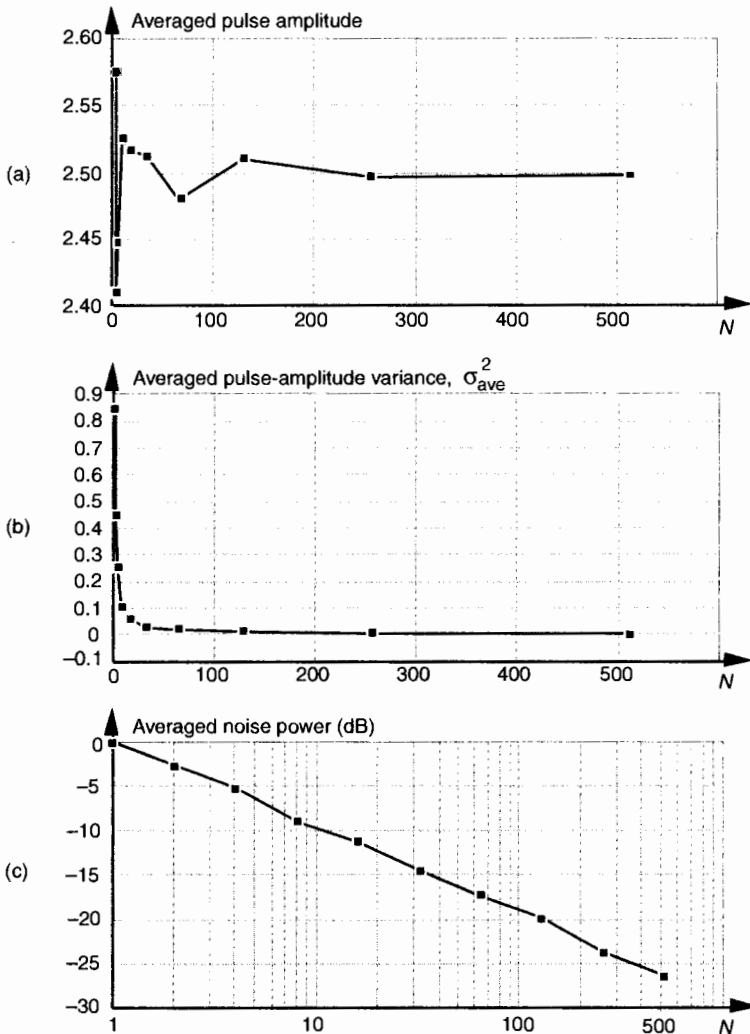 Averaged pulse amplitude
2.60
2.55
(a) 2.50
2.45
2.40
0 100 200 300 400 500 N
Averaged pulse-amplitude variance, σ²ave
0.9
0.8
0.7
0.6
0.5
(b) 0.4
0.3
0.2
0.1
0
–0.1
0 100 200 300 400 500 N
Averaged noise power (dB)
0
–5
–10
(c) –15
–20
–25
–30
1 10 100 500 N